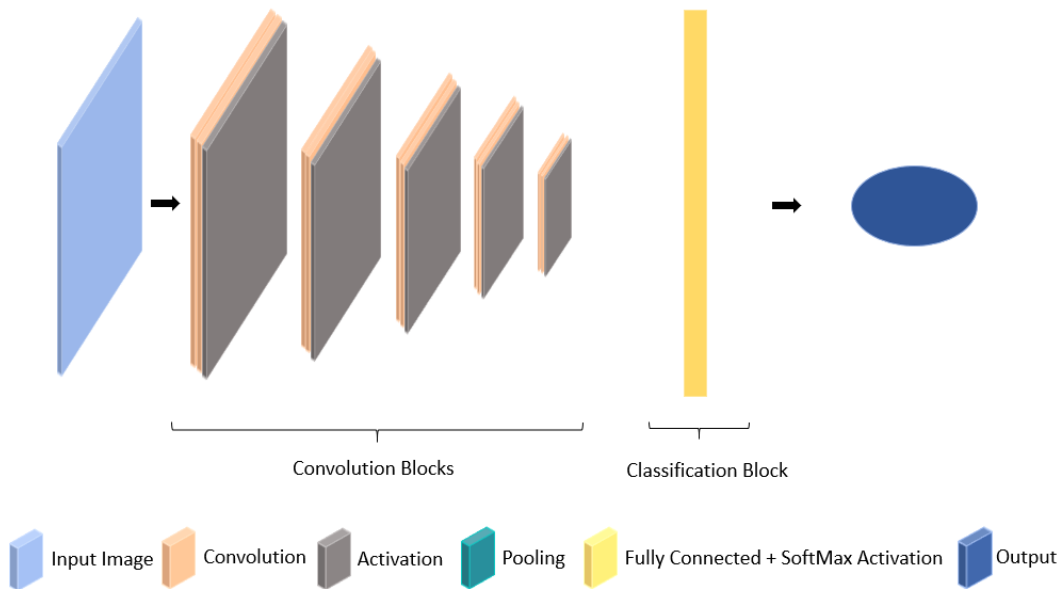 Convolution Blocks
Classification Block
Input Image
Convolution
Activation
Pooling
Fully Connected + SoftMax Activation
Output